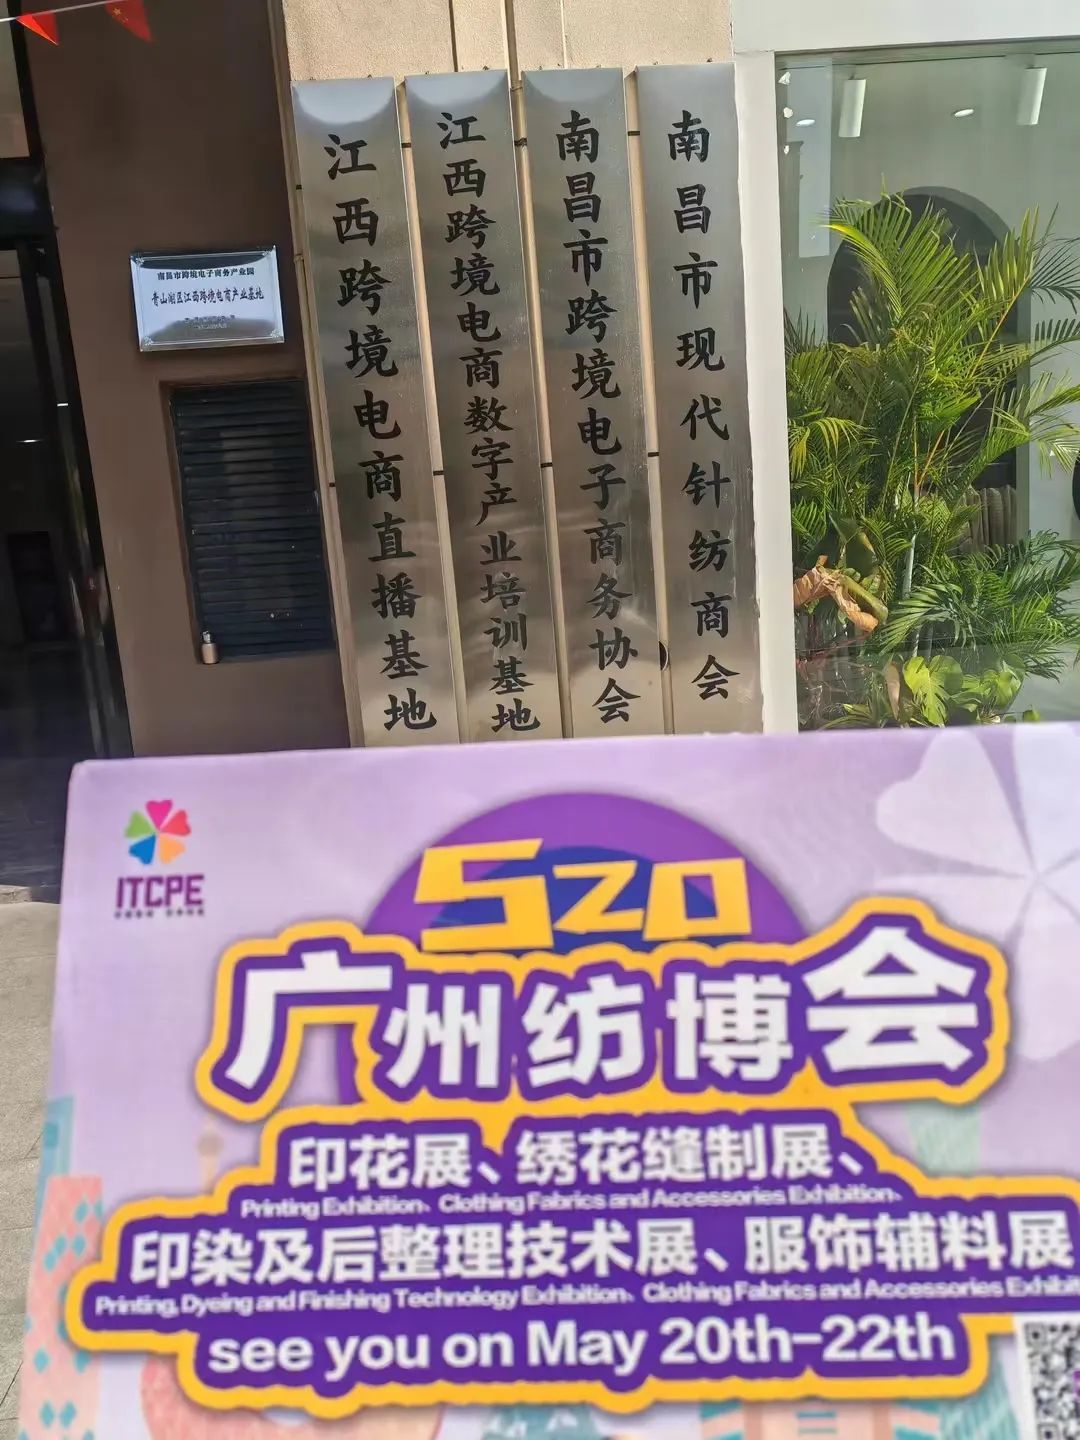 南昌市跨境电子商务产业园
青山湖区江西跨境电商产业基地
江西跨境电商直播基地
江西跨境电商数字产业培训基地
南昌市跨境电子商务协会
南昌市现代针纺商会
ITCPE
520
广州纺博会
印花展、绣花缝制展、
Printing Exhibition、Clothing Fabrics and Accessories Exhibition、
印染及后整理技术展、服饰辅料展
Printing, Dyeing and Finishing Technology Exhibition、Clothing Fabrics and Accessories Exhibit
see you on May 20th-22th